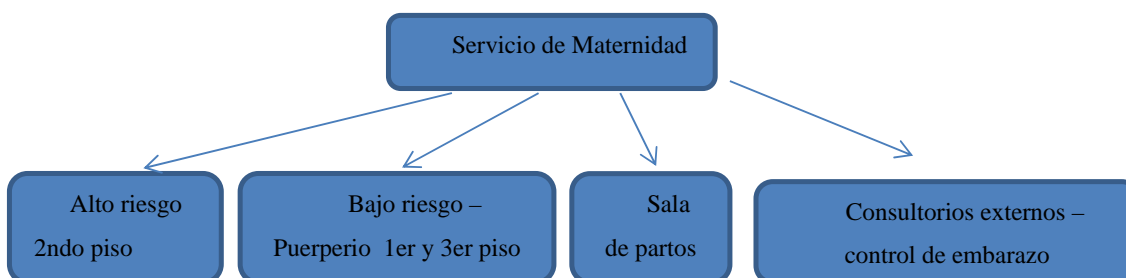 Servicio de Maternidad
Alto riesgo
2ndo piso
Bajo riesgo –
Puerperio 1er y 3er piso
Sala
de partos
Consultorios externos –
control de embarazo